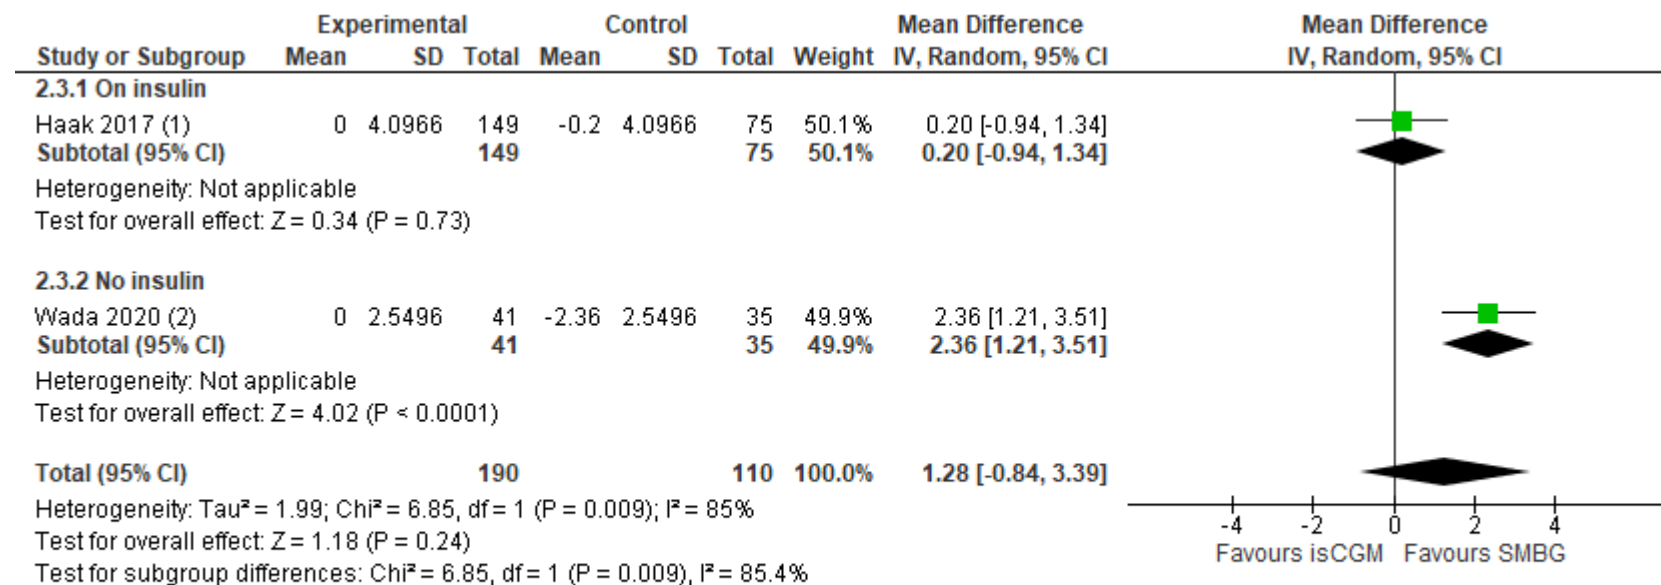 Experimental Control Mean Difference Mean Difference
Study or Subgroup Mean SD Total Mean SD Total Weight IV, Random, 95% CI IV, Random, 95% CI
2.3.1 On insulin
Haak 2017 (1) 0 4.0966 149 -0.2 4.0966 75 50.1% 0.20 [-0.94, 1.34]
Subtotal (95% CI) 149 75 50.1% 0.20 [-0.94, 1.34]
Heterogeneity: Not applicable
Test for overall effect: Z = 0.34 (P = 0.73)
2.3.2 No insulin
Wada 2020 (2) 0 2.5496 41 -2.36 2.5496 35 49.9% 2.36 [1.21, 3.51]
Subtotal (95% CI) 41 35 49.9% 2.36 [1.21, 3.51]
Heterogeneity: Not applicable
Test for overall effect: Z = 4.02 (P < 0.0001)
Total (95% CI) 190 110 100.0% 1.28 [-0.84, 3.39]
Heterogeneity: Tau² = 1.99; Chi² = 6.85, df = 1 (P = 0.009); I² = 85%
Test for overall effect: Z = 1.18 (P = 0.24)
Test for subgroup differences: Chi² = 6.85, df = 1 (P = 0.009), I² = 85.4%
-4 -2 0 2 4
Favours isCGM Favours SMBG